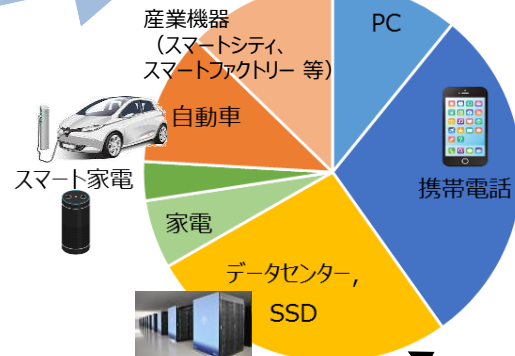 産業機器
（スマートシティ、
スマートファクトリー 等）
PC
自動車
スマート家電
携帯電話
家電
データセンター,
SSD